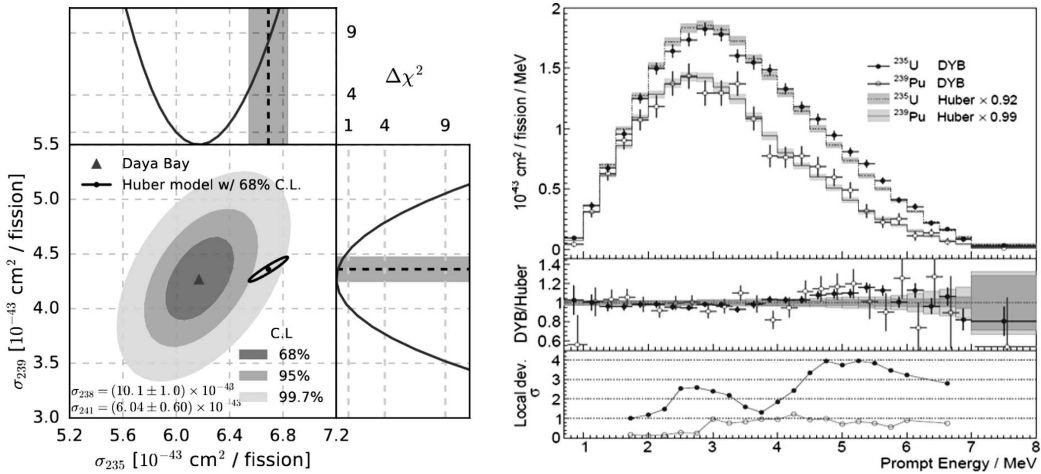 9
4
Δχ²
1 4 9
5.5
5.0
4.5
4.0
3.5
3.0
σ₂₃₉ [10⁻⁴³ cm² / fission]
Daya Bay
Huber model w/ 68% C.L.
C.L
68%
95%
99.7%
σ₂₃₈ = (10.1 ± 1.0) × 10⁻⁴³
σ₂₄₁ = (6.04 ± 0.60) × 10⁻⁴³
5.2 5.6 6.0 6.4 6.8 7.2
σ₂₃₅ [10⁻⁴³ cm² / fission]
2
1.5
1
0.5
0
10⁻⁴³ cm² / fission / MeV
²³⁵U DYB
²³⁹Pu DYB
²³⁵U Huber × 0.92
²³⁹Pu Huber × 0.99
1.4
1.2
1.0
0.8
0.6
DYB/Huber
4
3
2
1
0
Local dev.
σ
1 2 3 4 5 6 7 8
Prompt Energy / MeV